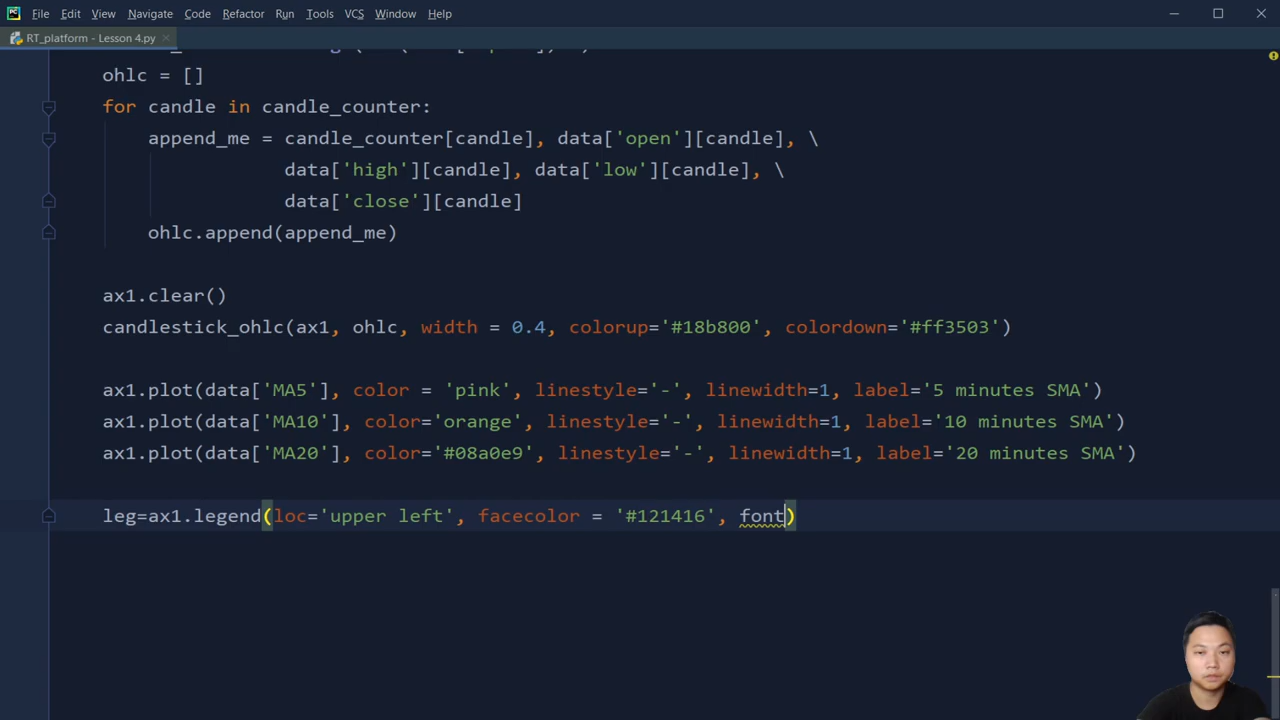 PC File Edit View Navigate Code Refactor Run Tools VCS Window Help
RT_platform - Lesson 4.py
ohlc = []
for candle in candle_counter:
append_me = candle_counter[candle], data['open'][candle], \
data['high'][candle], data['low'][candle], \
data['close'][candle]
ohlc.append(append_me)
ax1.clear()
candlestick_ohlc(ax1, ohlc, width = 0.4, colorup='#18b800', colordown='#ff3503')
ax1.plot(data['MA5'], color = 'pink', linestyle='-', linewidth=1, label='5 minutes SMA')
ax1.plot(data['MA10'], color='orange', linestyle='-', linewidth=1, label='10 minutes SMA')
ax1.plot(data['MA20'], color='#08a0e9', linestyle='-', linewidth=1, label='20 minutes SMA')
leg=ax1.legend(loc='upper left', facecolor = '#121416', font)